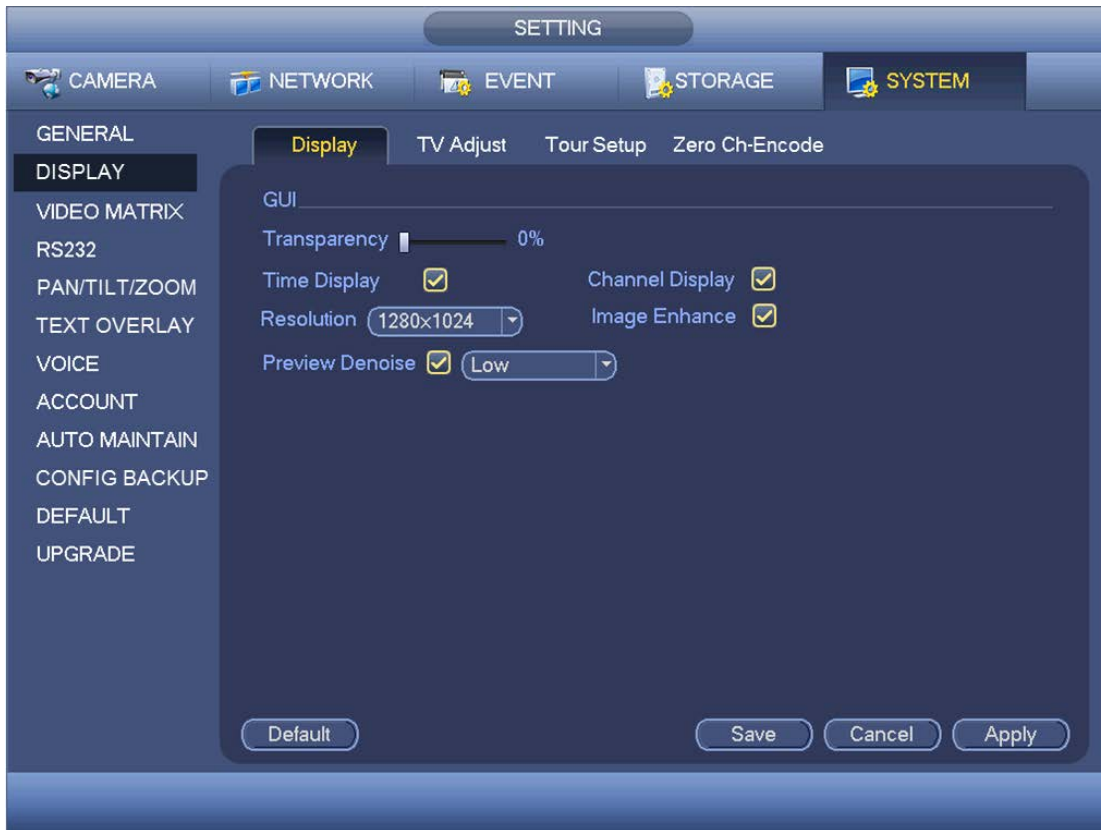 SETTING
CAMERA NETWORK EVENT STORAGE SYSTEM
GENERAL
DISPLAY
VIDEO MATRIX
RS232
PAN/TILT/ZOOM
TEXT OVERLAY
VOICE
ACCOUNT
AUTO MAINTAIN
CONFIG BACKUP
DEFAULT
UPGRADE
Display TV Adjust Tour Setup Zero Ch-Encode
GUI
Transparency 0%
Time Display Channel Display
Resolution 1280×1024 Image Enhance
Preview Denoise Low
Default Save Cancel Apply